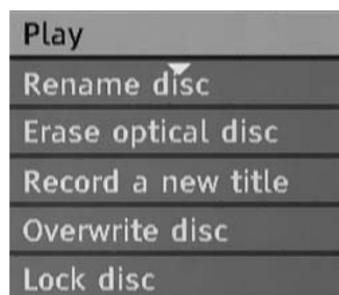 Play
Rename disc
Erase optical disc
Record a new title
Overwrite disc
Lock disc